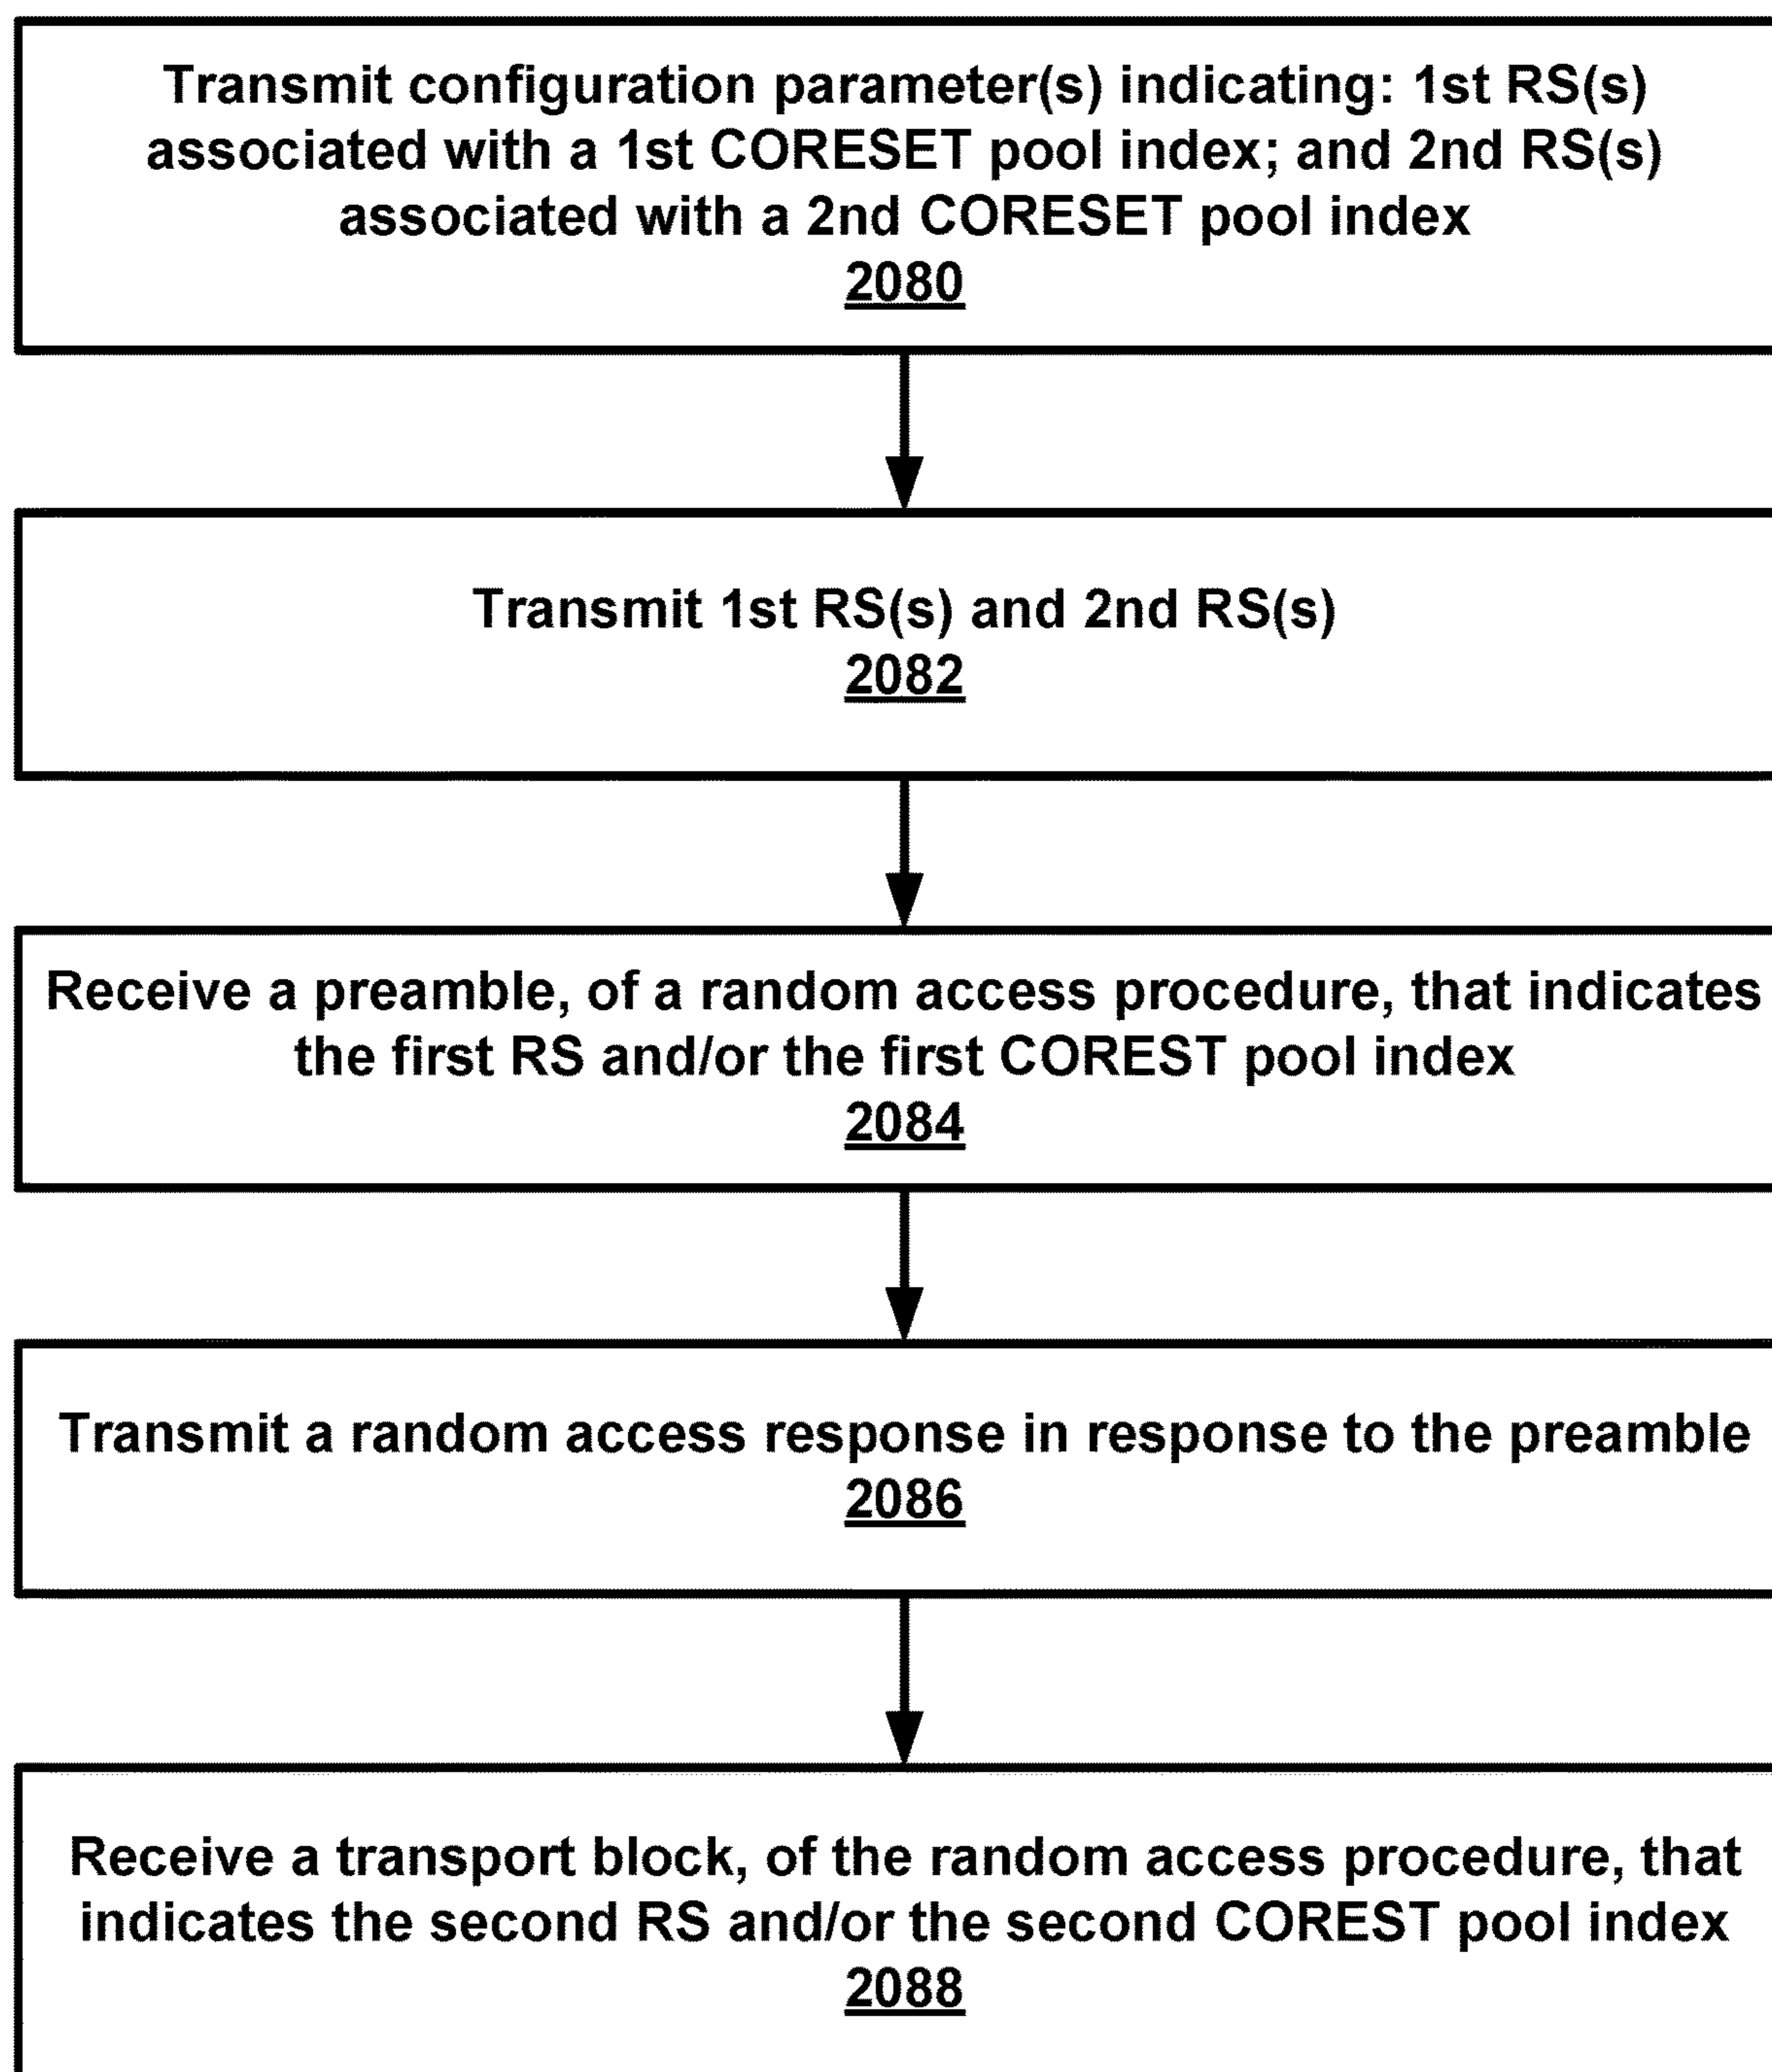 Transmit configuration parameter(s) indicating: 1st RS(s)
associated with a 1st CORESET pool index; and 2nd RS(s)
associated with a 2nd CORESET pool index
2080
Transmit 1st RS(s) and 2nd RS(s)
2082
Receive a preamble, of a random access procedure, that indicates
the first RS and/or the first COREST pool index
2084
Transmit a random access response in response to the preamble
2086
Receive a transport block, of the random access procedure, that
indicates the second RS and/or the second COREST pool index
2088